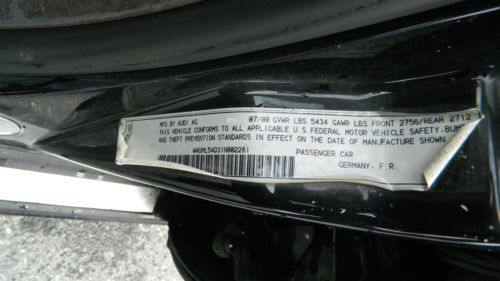 MFD BY AUDI AG 07/00 GVWR LBS 5434 GAWR LBS FRONT 2756/REAR 2712
THIS VEHICLE CONFORMS TO ALL APPLICABLE U.S. FEDERAL MOTOR VEHICLE SAFETY, BUM
AND THEFT PREVENTION STANDARDS IN EFFECT ON THE DATE OF MANUFACTURE SHOWN
PASSENGER CAR
GERMANY, F R